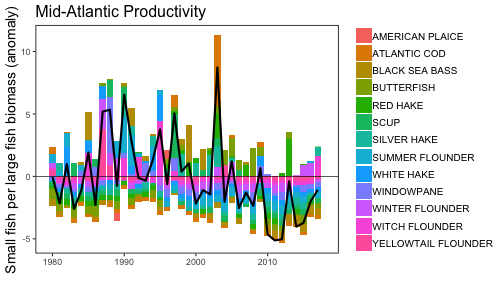 Mid-Atlantic Productivity
Small fish per large fish biomass (anomaly)
10
5
0
-5
1980
1990
2000
2010
AMERICAN PLAICE
ATLANTIC COD
BLACK SEA BASS
BUTTERFISH
RED HAKE
SCUP
SILVER HAKE
SUMMER FLOUNDER
WHITE HAKE
WINDOWPANE
WINTER FLOUNDER
WITCH FLOUNDER
YELLOWTAIL FLOUNDER